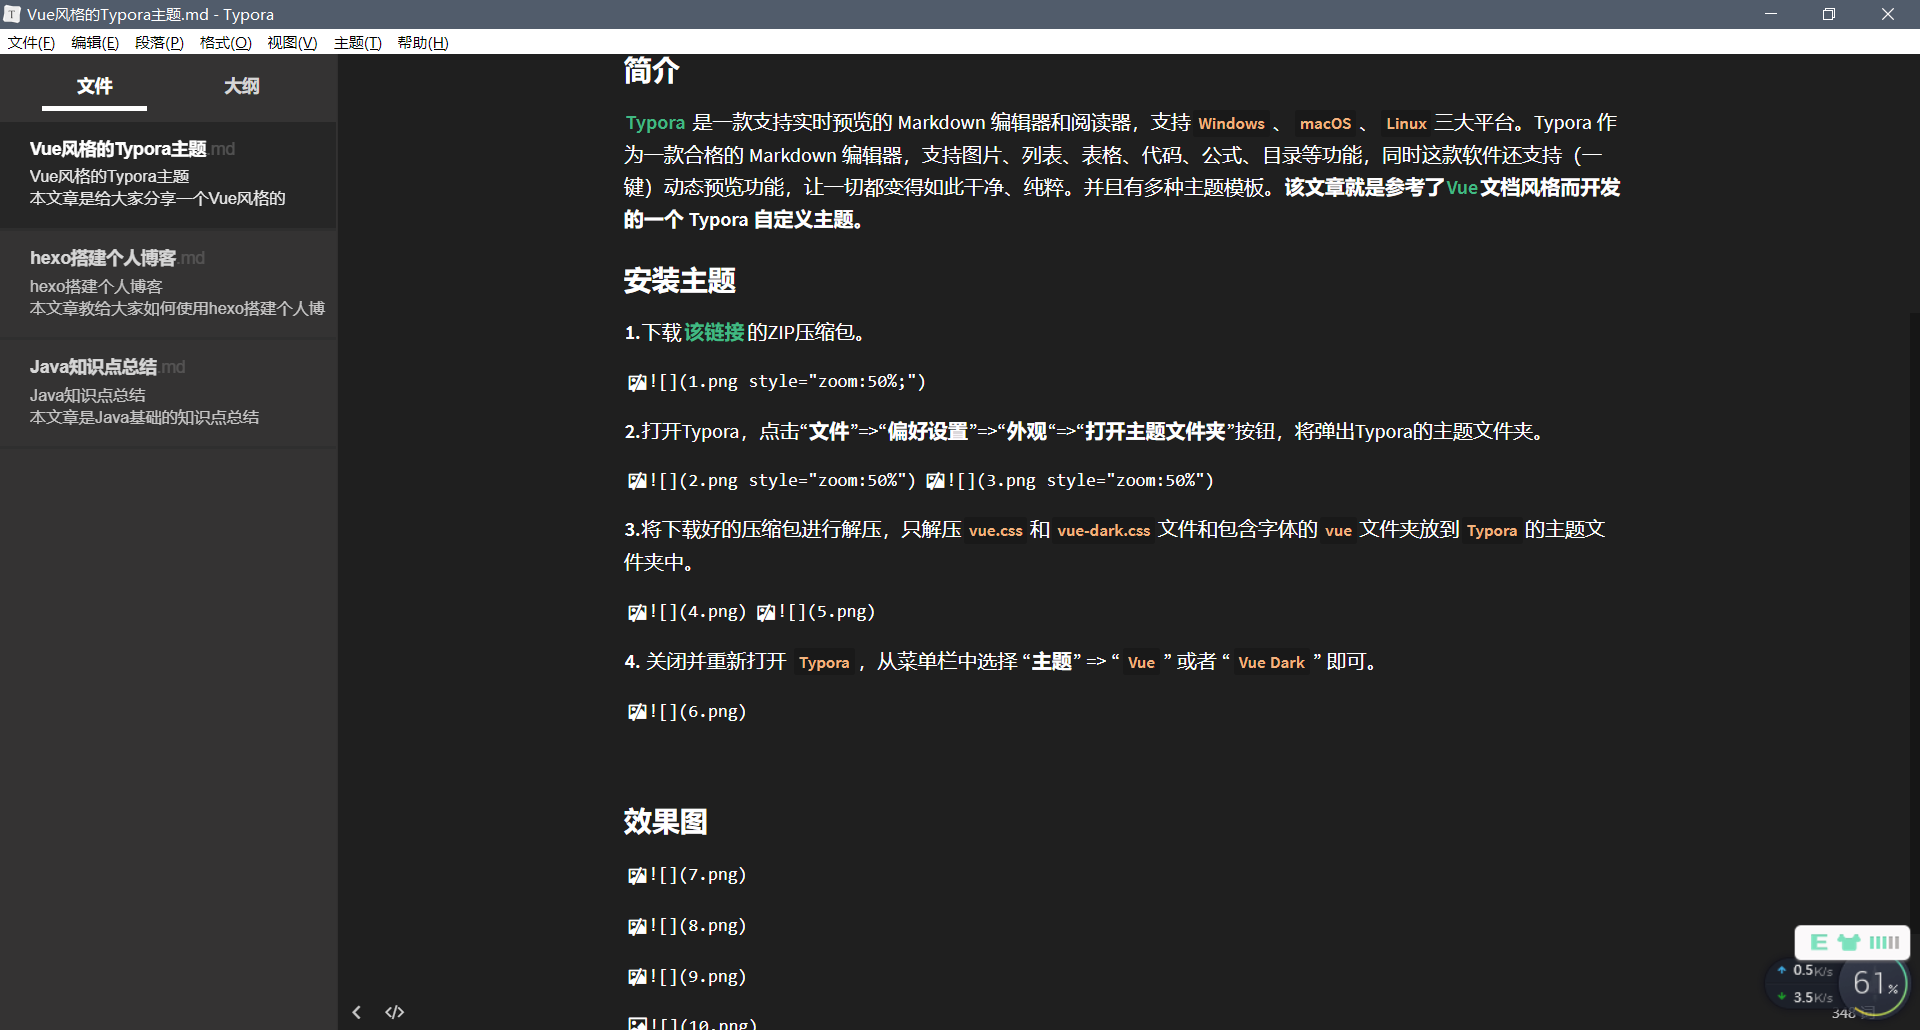 Vue风格的Typora主题.md - Typora
文件(F) 编辑(E) 段落(P) 格式(O) 视图(V) 主题(T) 帮助(H)
文件 大纲
Vue风格的Typora主题.md
Vue风格的Typora主题
本文章是给大家分享一个Vue风格的
hexo搭建个人博客.md
hexo搭建个人博客
本文章教给大家如何使用hexo搭建个人博
Java知识点总结.md
Java知识点总结
本文章是Java基础的知识点总结
简介
Typora 是一款支持实时预览的 Markdown 编辑器和阅读器，支持 Windows 、 macOS 、 Linux 三大平台。Typora 作
为一款合格的 Markdown 编辑器，支持图片、列表、表格、代码、公式、目录等功能，同时这款软件还支持（一
键）动态预览功能，让一切都变得如此干净、纯粹。并且有多种主题模板。该文章就是参考了Vue文档风格而开发
的一个 Typora 自定义主题。
安装主题
1.下载该链接的ZIP压缩包。
![](1.png style="zoom:50%;")
2.打开Typora，点击“文件”=>“偏好设置”=>“外观“=>“打开主题文件夹”按钮，将弹出Typora的主题文件夹。
![](2.png style="zoom:50%") ![](3.png style="zoom:50%")
3.将下载好的压缩包进行解压，只解压 vue.css 和 vue-dark.css 文件和包含字体的 vue 文件夹放到 Typora 的主题文
件夹中。
![](4.png) ![](5.png)
4. 关闭并重新打开 Typora ，从菜单栏中选择 “主题” => “ Vue ” 或者 “ Vue Dark ” 即可。
![](6.png)
效果图
![](7.png)
![](8.png)
![](9.png)
![](10.png)
E
0.5K/s
3.5K/s
61%
348